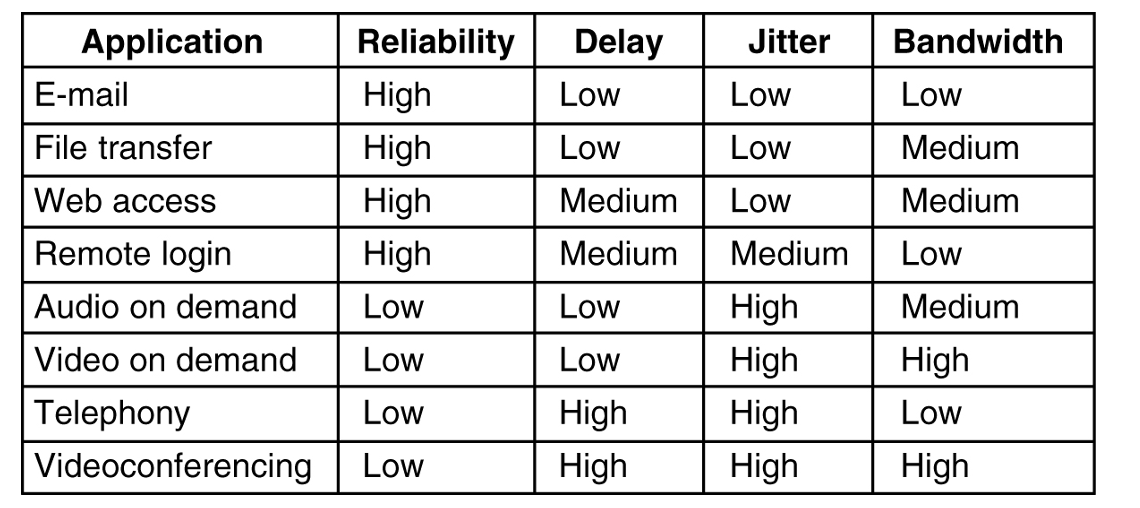 Application Reliability Delay Jitter Bandwidth
E-mail High Low Low Low
File transfer High Low Low Medium
Web access High Medium Low Medium
Remote login High Medium Medium Low
Audio on demand Low Low High Medium
Video on demand Low Low High High
Telephony Low High High Low
Videoconferencing Low High High High